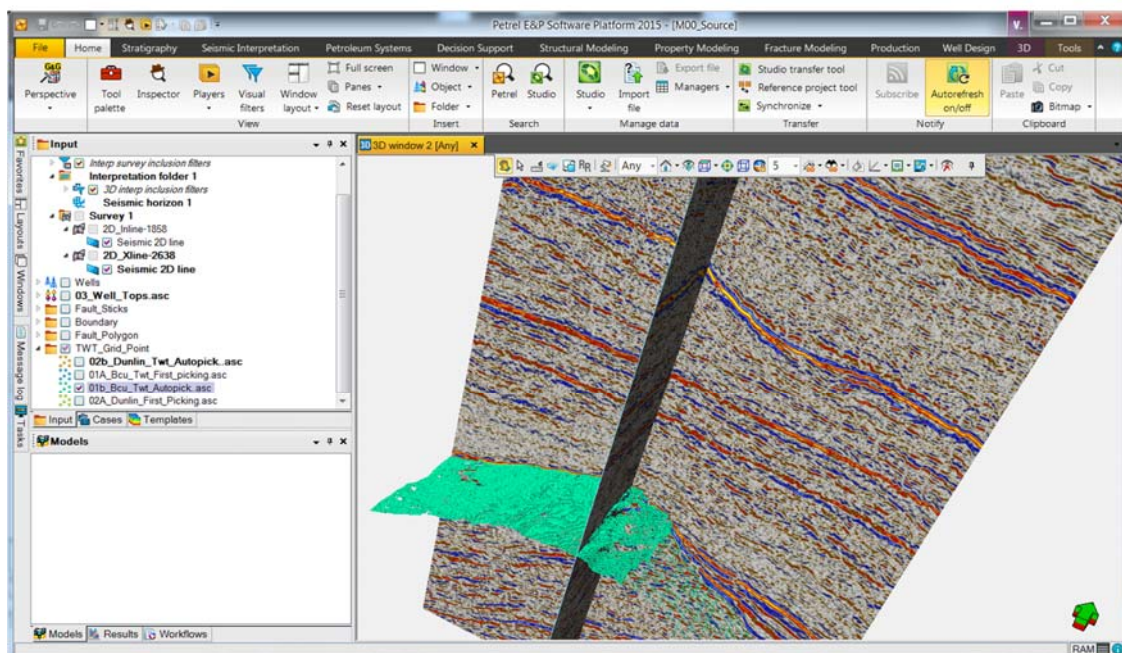 Petrel E&P Software Platform 2015 - [M00_Source]
V.
File Home Stratigraphy Seismic Interpretation Petroleum Systems Decision Support Structural Modeling Property Modeling Fracture Modeling Production Well Design 3D Tools
G&G
Perspective
Tool palette
Inspector
Players
Visual filters
Window layout
Full screen
Panes
Reset layout
View
Window
Object
Folder
Insert
Petrel
Studio
Search
Studio
Import file
Export file
Managers
Manage data
Studio transfer tool
Reference project tool
Synchronize
Transfer
Subscribe
Autorefresh on/off
Notify
Paste
Cut
Copy
Bitmap
Clipboard
Favorites
Layouts
Windows
Message log
Tasks
Input
Interp survey inclusion filters
Interpretation folder 1
3D interp inclusion filters
Seismic horizon 1
Survey 1
2D_Inline-1858
Seismic 2D line
2D_Xline-2638
Seismic 2D line
Wells
03_Well_Tops.asc
Fault_Sticks
Boundary
Fault_Polygon
TWT_Grid_Point
02b_Dunlin_Twt_Autopick..asc
01A_Bcu_Twt_First_picking.asc
01b_Bcu_Twt_Autopick..asc
02A_Dunlin_First_Picking.asc
Input Cases Templates
Models
Models Results Workflows
3D 3D window 2 [Any]
Any
5
RAM